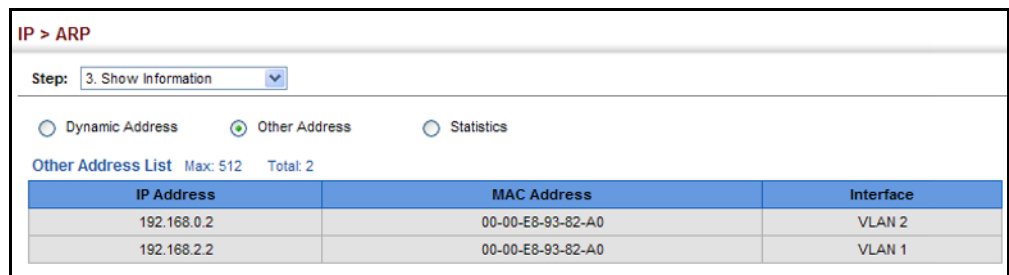 IP > ARP
Step: 3. Show Information
Dynamic Address Other Address Statistics
Other Address List Max: 512 Total: 2
IP Address MAC Address Interface
192.168.0.2 00-00-E8-93-82-A0 VLAN 2
192.168.2.2 00-00-E8-93-82-A0 VLAN 1